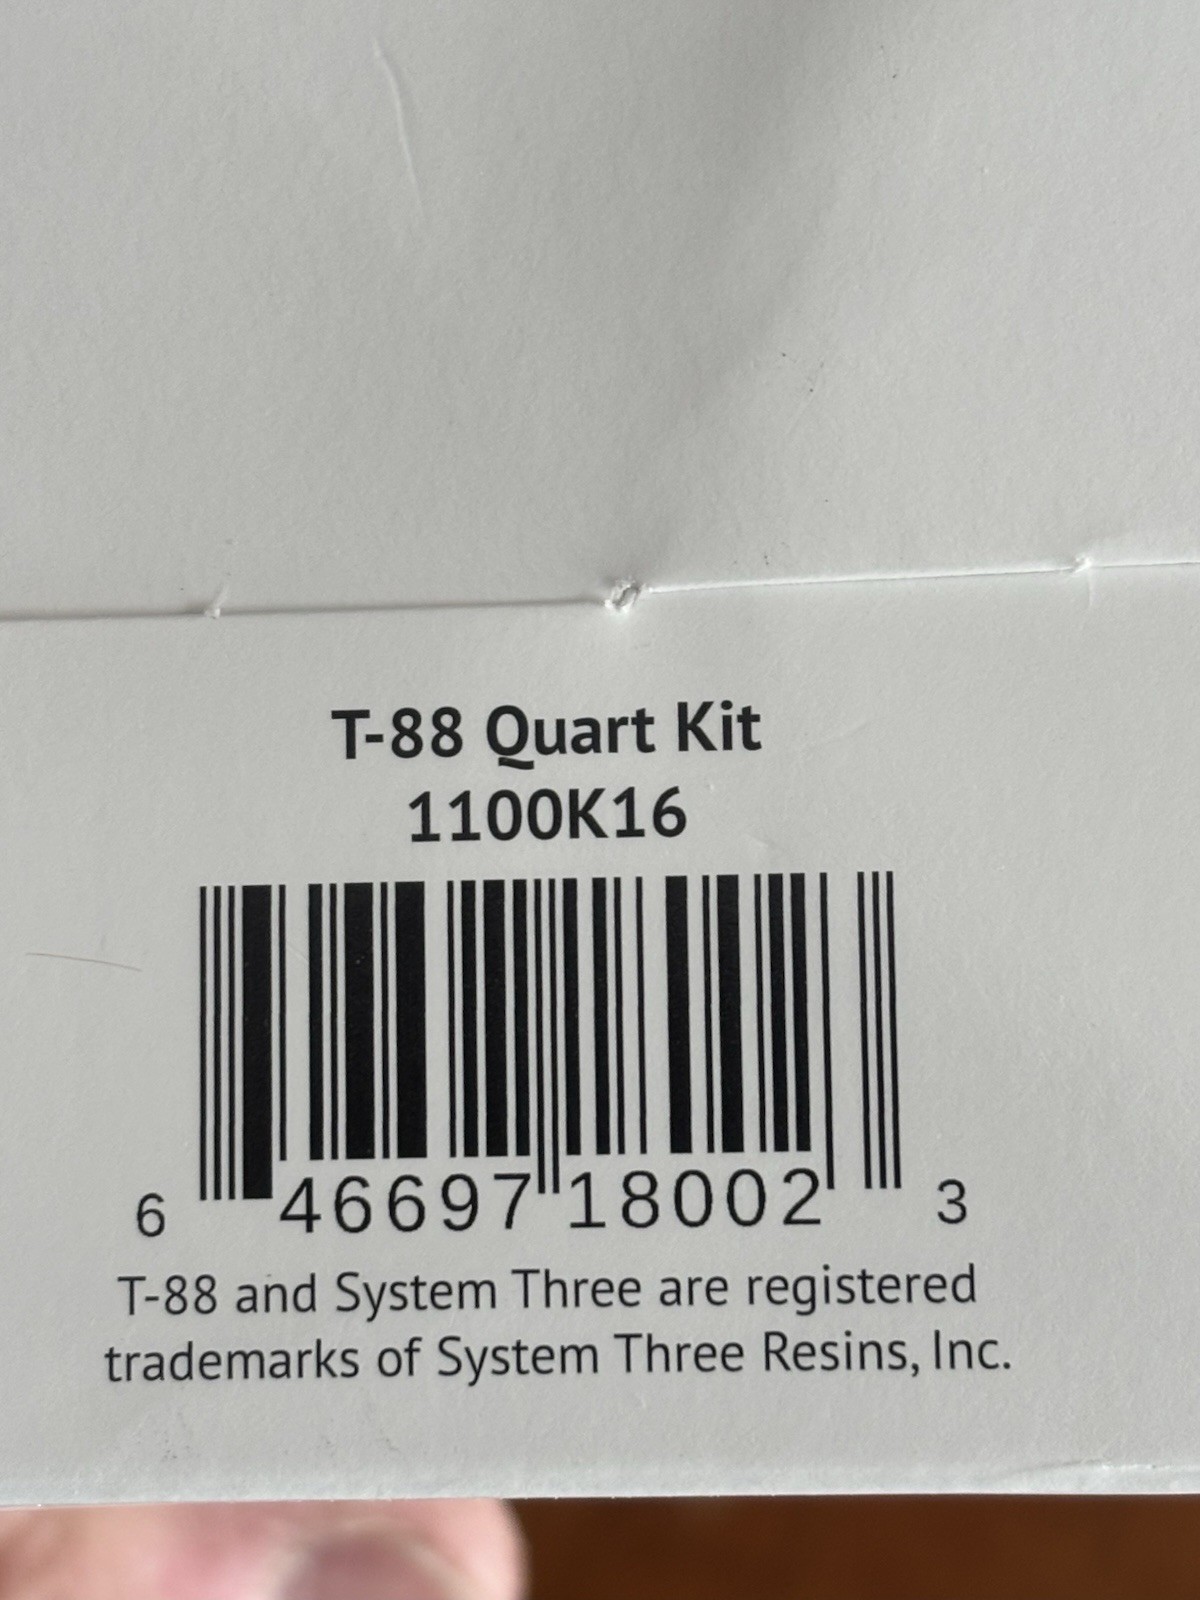 T-88 Quart Kit
1100K16
6 46697 18002 3
T-88 and System Three are registered
trademarks of System Three Resins, Inc.